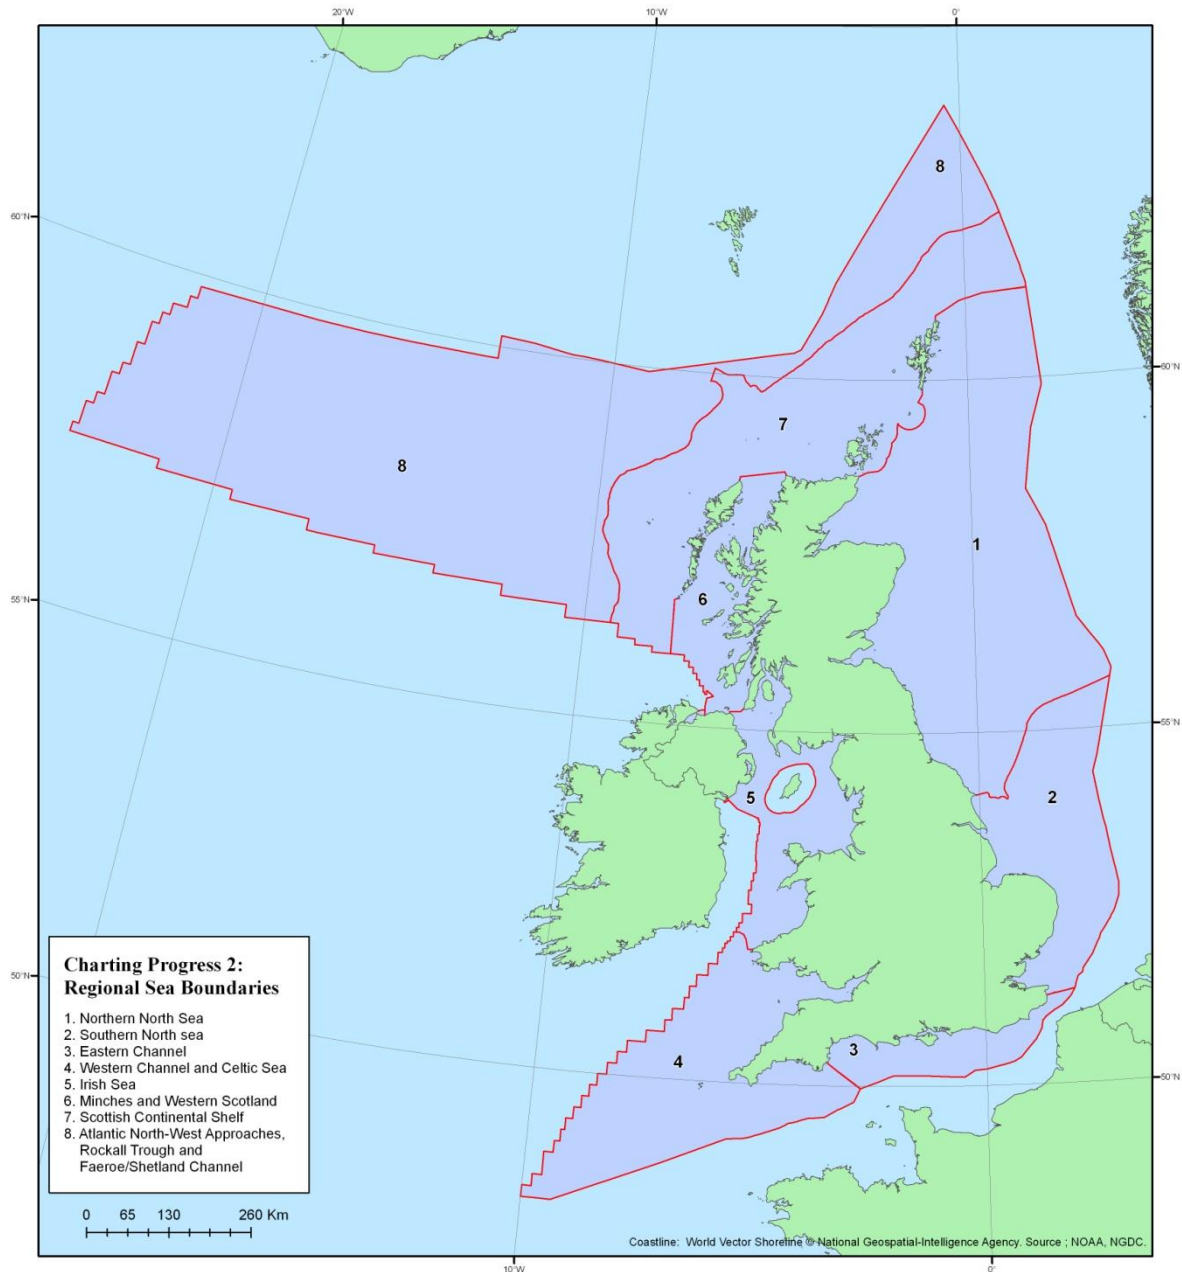 20°W
10°W
0°
8
60°N
60°N
7
8
1
6
55°N
55°N
5
2
50°N
Charting Progress 2:
Regional Sea Boundaries
1. Northern North Sea
2. Southern North sea
3. Eastern Channel
4. Western Channel and Celtic Sea
5. Irish Sea
6. Minches and Western Scotland
7. Scottish Continental Shelf
8. Atlantic North-West Approaches,
Rockall Trough and
Faeroe/Shetland Channel
3
4
50°N
0 65 130 260 Km
Coastline: World Vector Shoreline © National Geospatial-Intelligence Agency. Source ; NOAA, NGDC.
10°W
0°